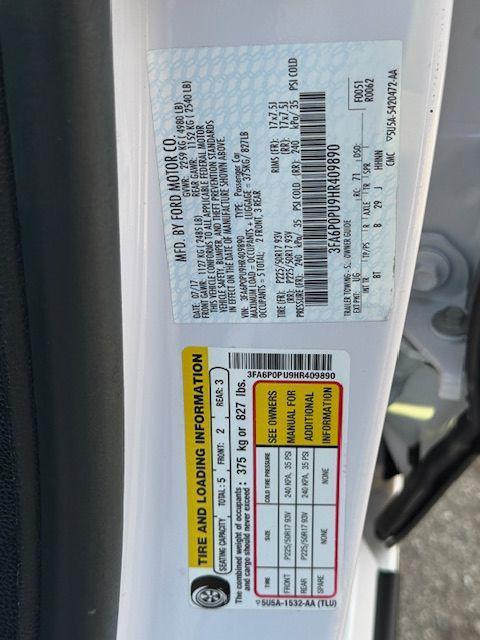 MFD. BY FORD MOTOR CO.
07/17 GVWR: 2259 KG ( 4980 LB)
FRONT GAWR: 1127 KG ( 2485 LB) REAR GAWR: 1152 KG ( 2540 LB)
THIS VEHICLE CONFORMS TO ALL APPLICABLE FEDERAL MOTOR
VEHICLE SAFETY, BUMPER, AND THEFT PREVENTION STANDARDS
IN EFFECT ON THE DATE OF MANUFACTURE SHOWN ABOVE.
VIN: 3FA6P0PU9HR409890 TYPE: Passenger Car
MAXIMUM LOAD = OCCUPANTS + LUGGAGE = 375KG / 827LB
OCCUPANTS = 5 TOTAL: 2 FRONT, 3 REAR
TIRE (FR): P225/50R17 93V RIMS (FR): 17x7.5J
(RR): P225/50R17 93V (RR): 17x7.5J
PRESSURE (FR): 240 kPa/ 35 PSI COLD (RR): 240 kPa/ 35 PSI COLD
3FA6P0PU9HR409890
F0051
R0062
TRAILER TOWING - SEE OWNER GUIDE
EXT PNT: UG RC: 71 DSO:
INT TR TP/PS R AXLE TR SPR
BT 8 29 J HHNN
CMC ▽5U5A-5420472-AA
TIRE AND LOADING INFORMATION
SEATING CAPACITY TOTAL: 5 FRONT: 2 REAR: 3
The combined weight of occupants
and cargo should never exceed : 375 kg or 827 lbs.
3FA6P0PU9HR409890
TIRE SIZE COLD TIRE PRESSURE
FRONT P225/50R17 93V 240 KPA, 35 PSI
REAR P225/50R17 93V 240 KPA, 35 PSI
SPARE NONE NONE
SEE OWNERS
MANUAL FOR
ADDITIONAL
INFORMATION
▽5U5A-1532-AA (TLU)